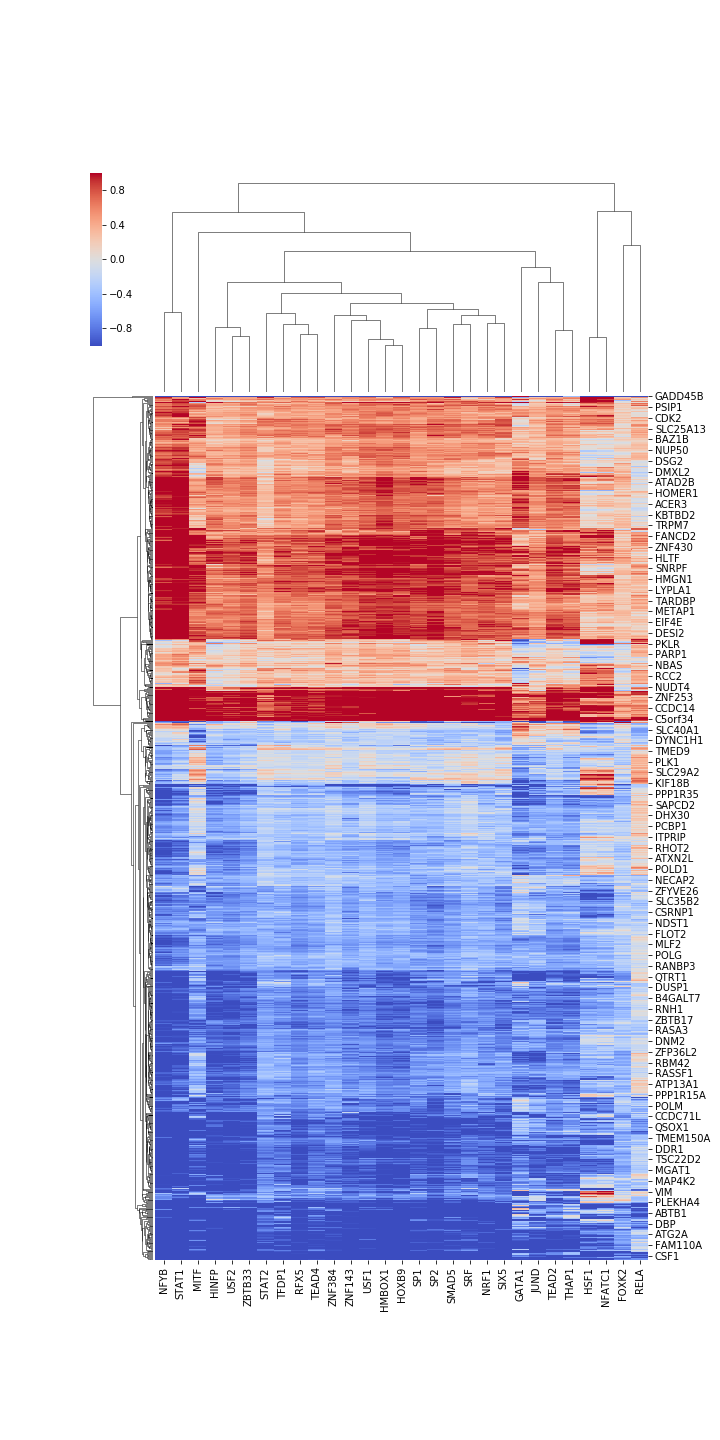 0.8
0.4
0.0
−0.4
−0.8
GADD45B
PSIP1
CDK2
SLC25A13
BAZ1B
NUP50
DSG2
DMXL2
ATAD2B
HOMER1
ACER3
KBTBD2
TRPM7
FANCD2
ZNF430
HLTF
SNRPF
HMGN1
LYPLA1
TARDBP
METAP1
EIF4E
DESI2
PKLR
PARP1
NBAS
RCC2
NUDT4
ZNF253
CCDC14
C5orf34
SLC40A1
DYNC1H1
TMED9
PLK1
SLC29A2
KIF18B
PPP1R35
SAPCD2
DHX30
PCBP1
ITPRIP
RHOT2
ATXN2L
POLD1
NECAP2
ZFYVE26
SLC35B2
CSRNP1
NDST1
FLOT2
MLF2
POLG
RANBP3
QTRT1
DUSP1
B4GALT7
RNH1
ZBTB17
RASA3
DNM2
ZFP36L2
RBM42
RASSF1
ATP13A1
PPP1R15A
POLM
CCDC71L
QSOX1
TMEM150A
DDR1
TSC22D2
MGAT1
MAP4K2
VIM
PLEKHA4
ABTB1
DBP
ATG2A
FAM110A
CSF1
NFYB
STAT1
MITF
HINFP
USF2
ZBTB33
STAT2
TFDP1
RFX5
TEAD4
ZNF384
ZNF143
USF1
HMBOX1
HOXB9
SP1
SP2
SMAD5
SRF
NRF1
SIX5
GATA1
JUND
TEAD2
THAP1
HSF1
NFATC1
FOXK2
RELA